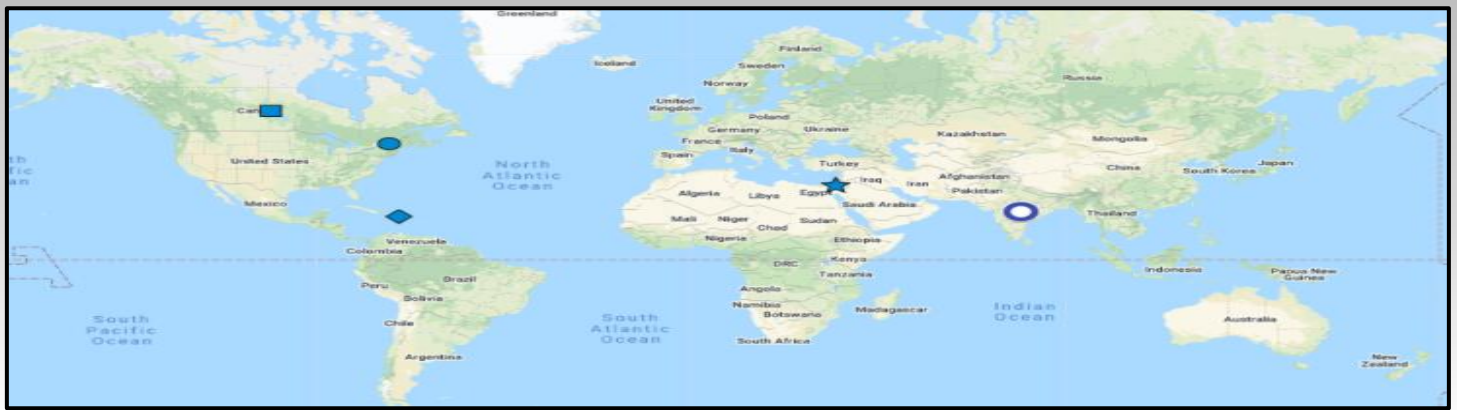 Greenland
Iceland
Finland
Sweden
Norway
Russia
United
Kingdom
Poland
Germany
Ukraine
France
Italy
Spain
Kazakhstan
Mongolia
Turkey
China
Japan
South Korea
United States
North
Atlantic
Ocean
Algeria
Libya
Egypt
Iraq
Iran
Afghanistan
Pakistan
Saudi Arabia
Mexico
Mali
Niger
Chad
Sudan
Thailand
Nigeria
Ethiopia
Venezuela
Colombia
DRC
Kenya
Tanzania
Indonesia
Papua New
Guinea
Peru
Brazil
Bolivia
Angola
Namibia
Botswana
Madagascar
South
Pacific
Ocean
Chile
South
Atlantic
Ocean
Indian
Ocean
Australia
South Africa
Argentina
New
Zealand